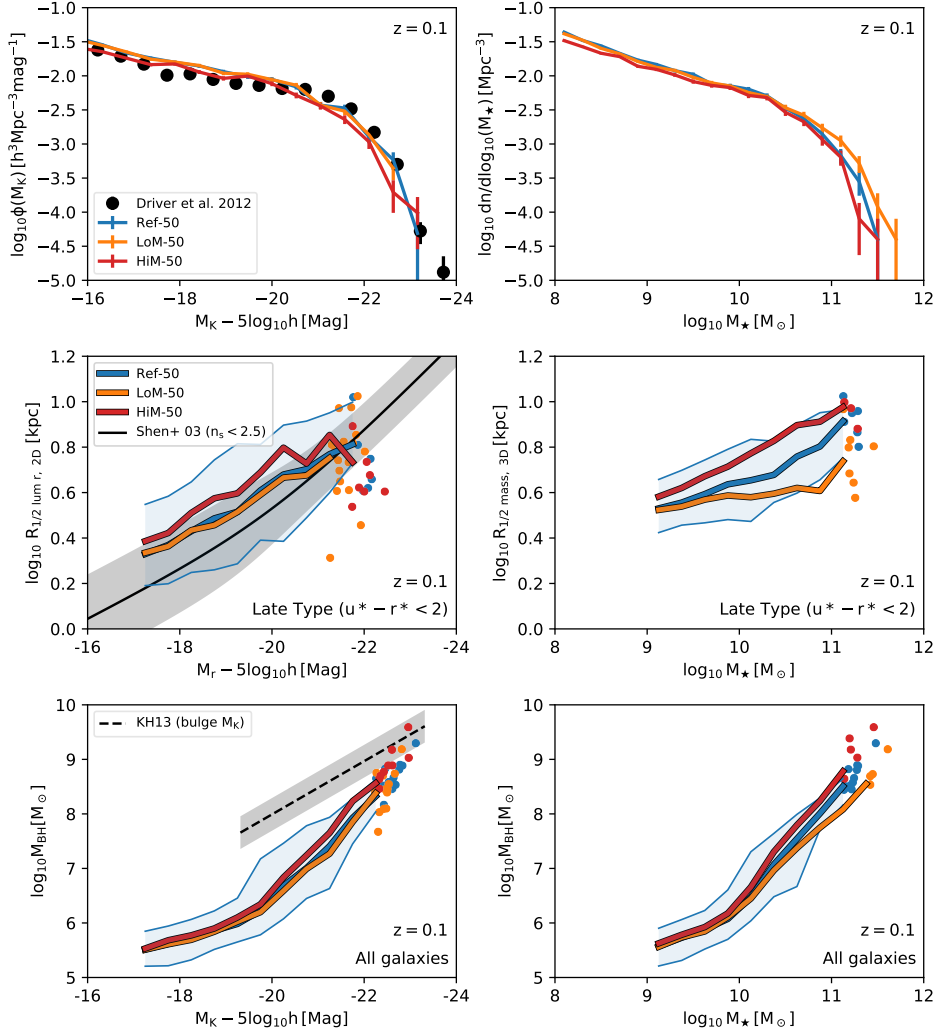 z = 0.1
log₁₀ϕ(M_K) [h³Mpc⁻³mag⁻¹]
−1.0
−1.5
−2.0
−2.5
−3.0
−3.5
−4.0
−4.5
−5.0
Driver et al. 2012
Ref-50
LoM-50
HiM-50
-16 -18 -20 -22 -24
M_K − 5log₁₀h [Mag]
z = 0.1
log₁₀ dn/dlog₁₀(M★) [Mpc⁻³]
−1.0
−1.5
−2.0
−2.5
−3.0
−3.5
−4.0
−4.5
−5.0
8 9 10 11 12
log₁₀ M★ [M⊙]
log₁₀ R₁/₂ lum r, 2D [kpc]
1.2
1.0
0.8
0.6
0.4
0.2
0.0
Ref-50
LoM-50
HiM-50
Shen+ 03 (n_s < 2.5)
z = 0.1
Late Type (u* − r* < 2)
-16 -18 -20 -22 -24
M_r − 5log₁₀h [Mag]
log₁₀ R₁/₂ mass, 3D [kpc]
1.2
1.0
0.8
0.6
0.4
0.2
0.0
z = 0.1
Late Type (u* − r* < 2)
8 9 10 11 12
log₁₀ M★ [M⊙]
log₁₀M_BH[M⊙]
10
9
8
7
6
5
KH13 (bulge M_K)
z = 0.1
All galaxies
-16 -18 -20 -22 -24
M_K − 5log₁₀h [Mag]
log₁₀M_BH[M⊙]
10
9
8
7
6
5
z = 0.1
All galaxies
8 9 10 11 12
log₁₀ M★ [M⊙]